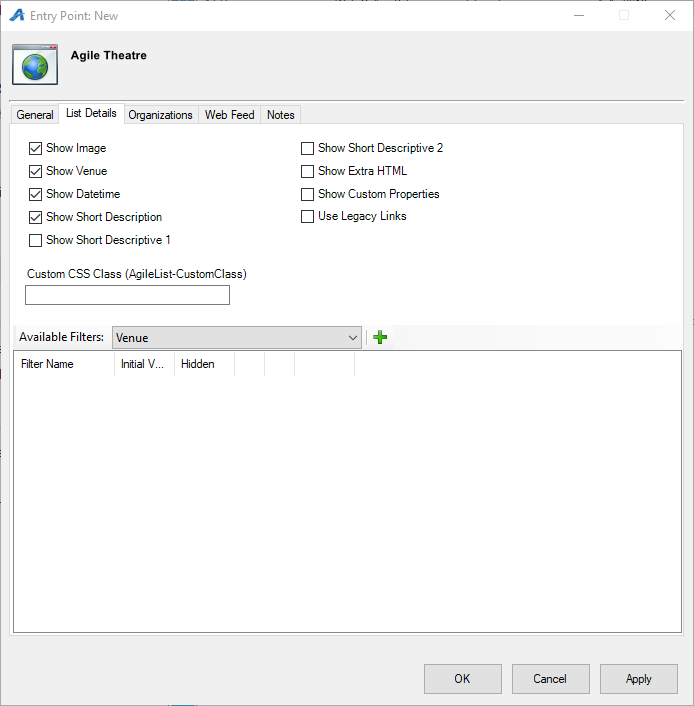 Entry Point: New
Agile Theatre
General List Details Organizations Web Feed Notes
Show Image
Show Venue
Show Datetime
Show Short Description
Show Short Descriptive 1
Show Short Descriptive 2
Show Extra HTML
Show Custom Properties
Use Legacy Links
Custom CSS Class (AgileList-CustomClass)
Available Filters: Venue
Filter Name Initial V... Hidden
OK Cancel Apply